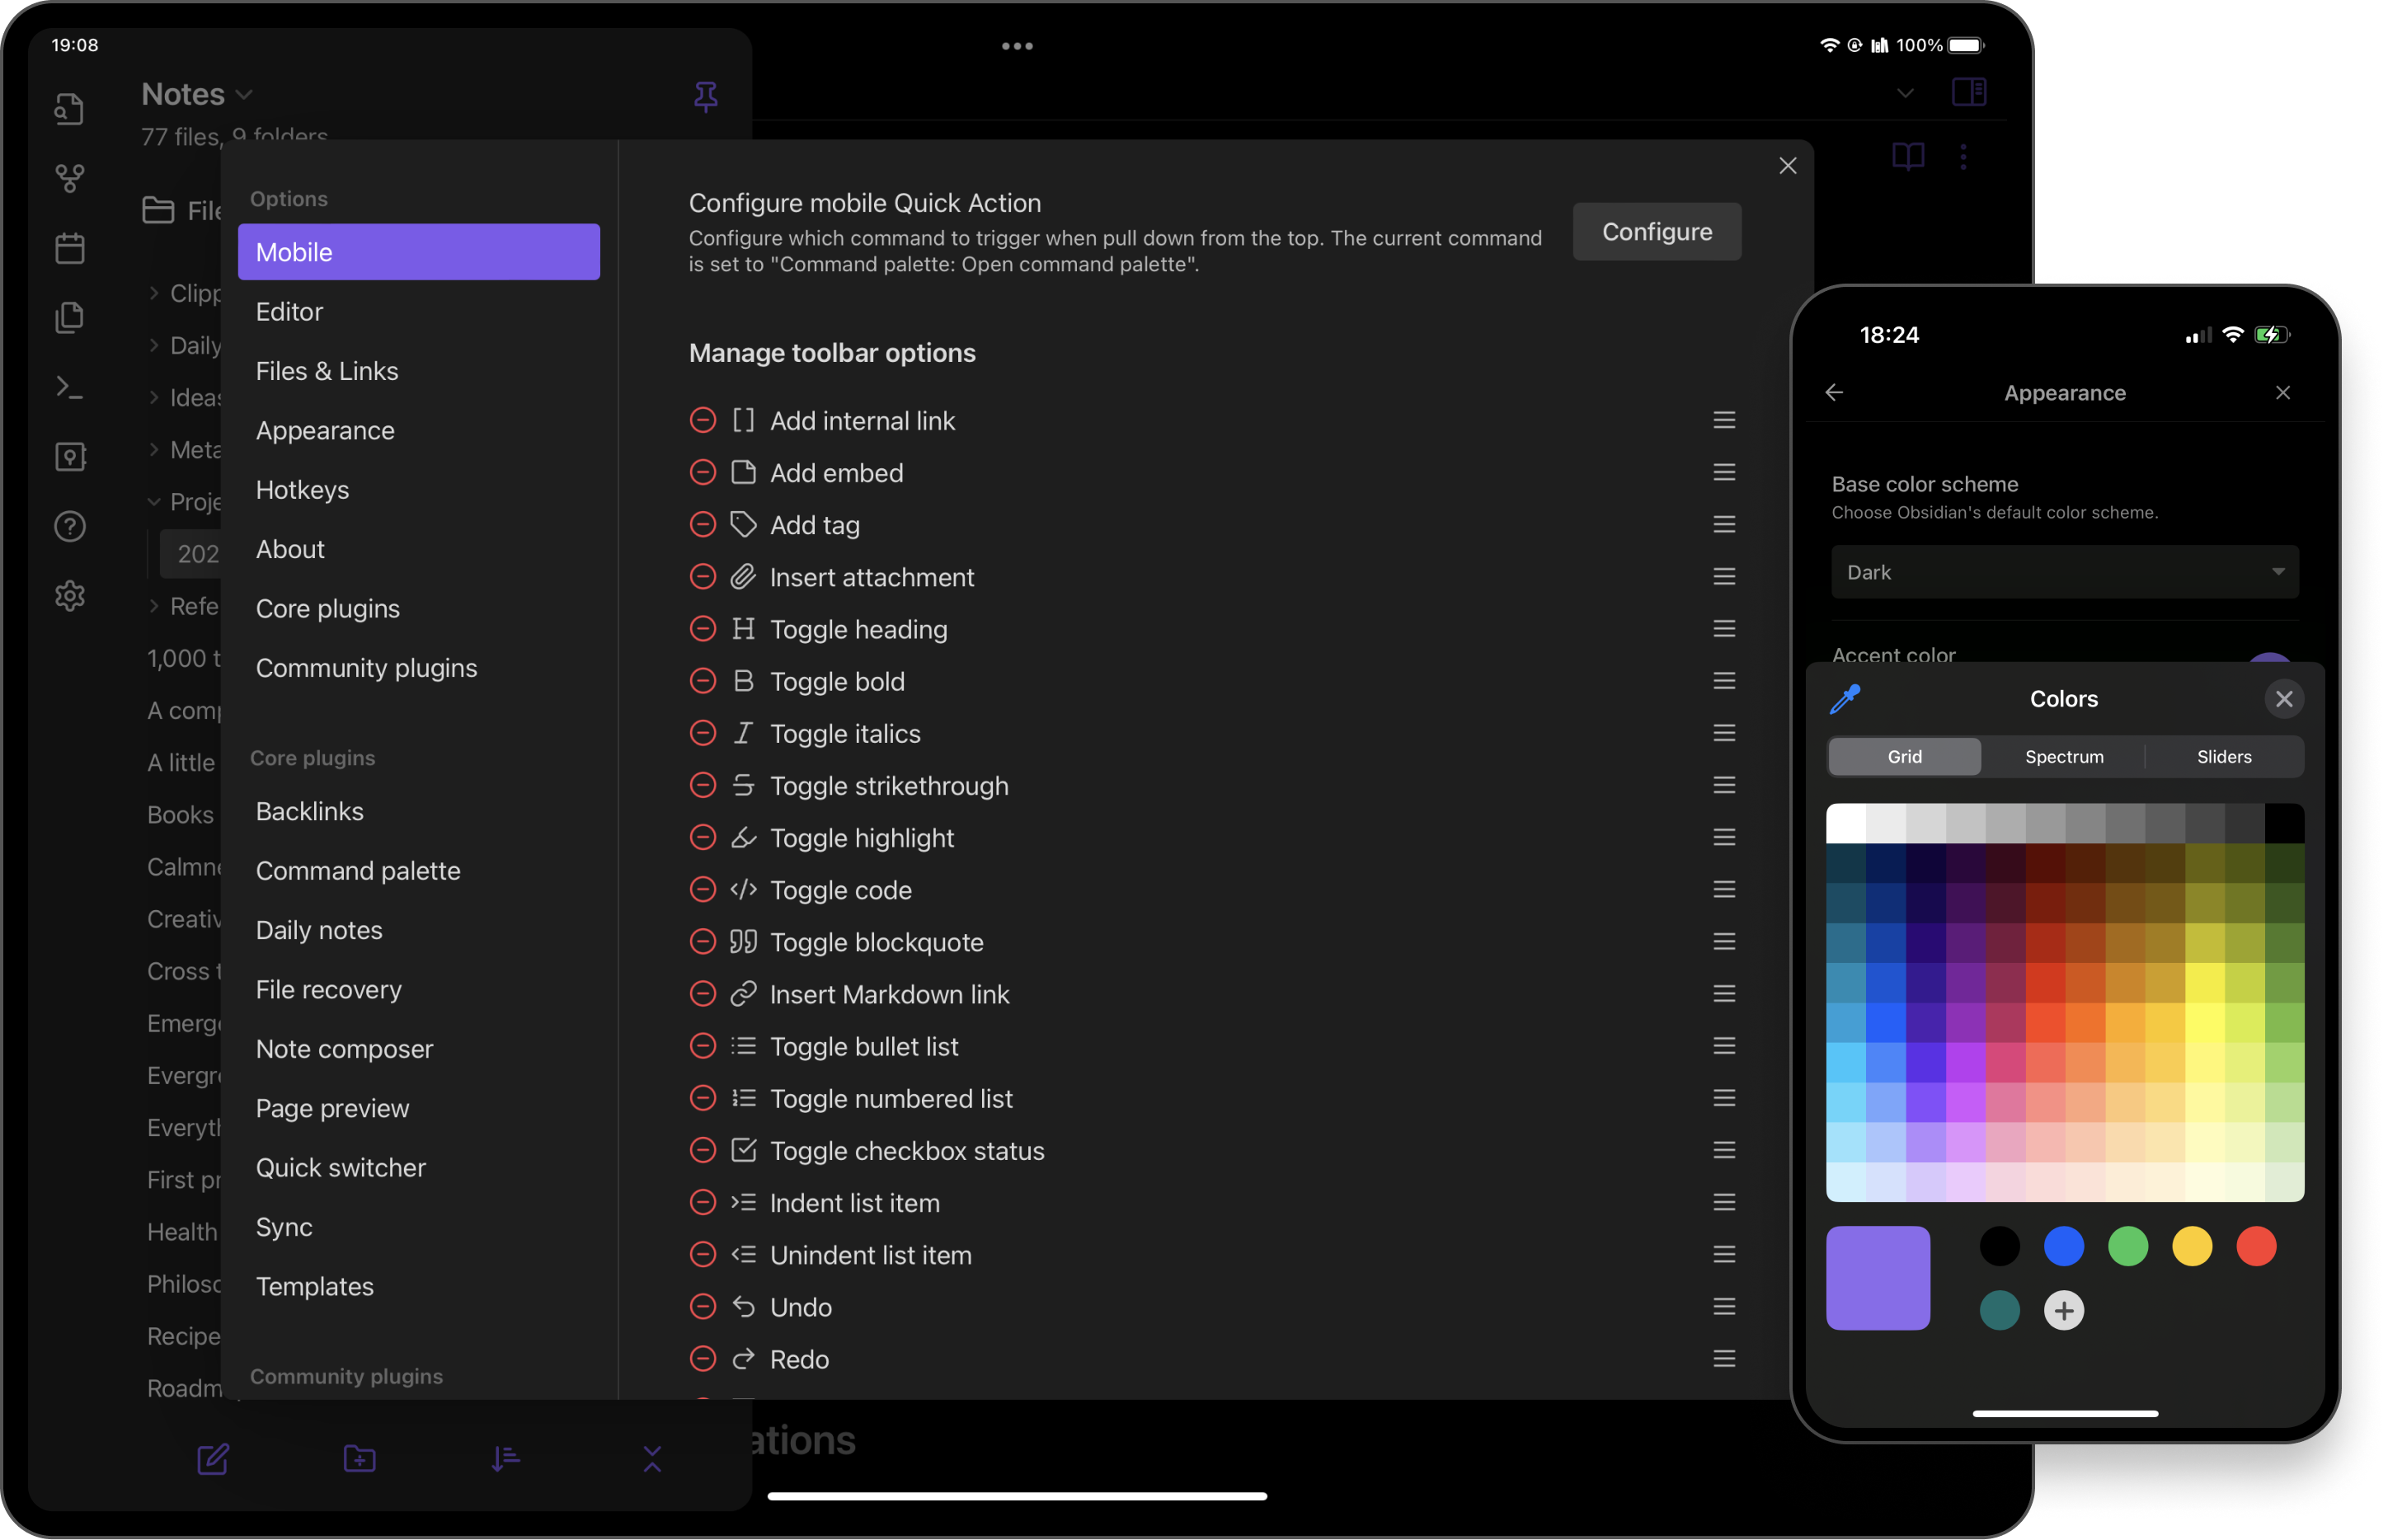 19:08
100%
Notes
77 files, 9 folders
Options
Mobile
Editor
Files & Links
Appearance
Hotkeys
About
Core plugins
Community plugins
Core plugins
Backlinks
Command palette
Daily notes
File recovery
Note composer
Page preview
Quick switcher
Sync
Templates
Community plugins
File
Clipp
Daily
Ideas
Meta
Proje
202
Refe
1,000 t
A comp
A little
Books
Calmne
Creativ
Cross t
Emerge
Evergre
Everyth
First pr
Health
Philoso
Recipe
Roadm
Configure mobile Quick Action
Configure which command to trigger when pull down from the top. The current command
is set to "Command palette: Open command palette".
Configure
Manage toolbar options
Add internal link
Add embed
Add tag
Insert attachment
Toggle heading
Toggle bold
Toggle italics
Toggle strikethrough
Toggle highlight
Toggle code
Toggle blockquote
Insert Markdown link
Toggle bullet list
Toggle numbered list
Toggle checkbox status
Indent list item
Unindent list item
Undo
Redo
ations
18:24
Appearance
Base color scheme
Choose Obsidian's default color scheme.
Dark
Accent color
Colors
Grid
Spectrum
Sliders